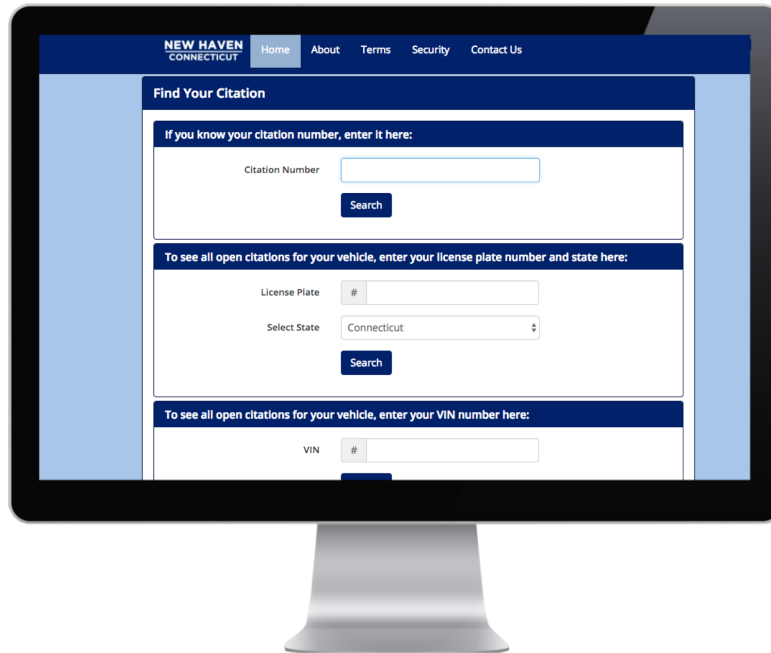 NEW HAVEN
CONNECTICUT
Home About Terms Security Contact Us
Find Your Citation
If you know your citation number, enter it here:
Citation Number
Search
To see all open citations for your vehicle, enter your license plate number and state here:
License Plate #
Select State Connecticut
Search
To see all open citations for your vehicle, enter your VIN number here:
VIN #